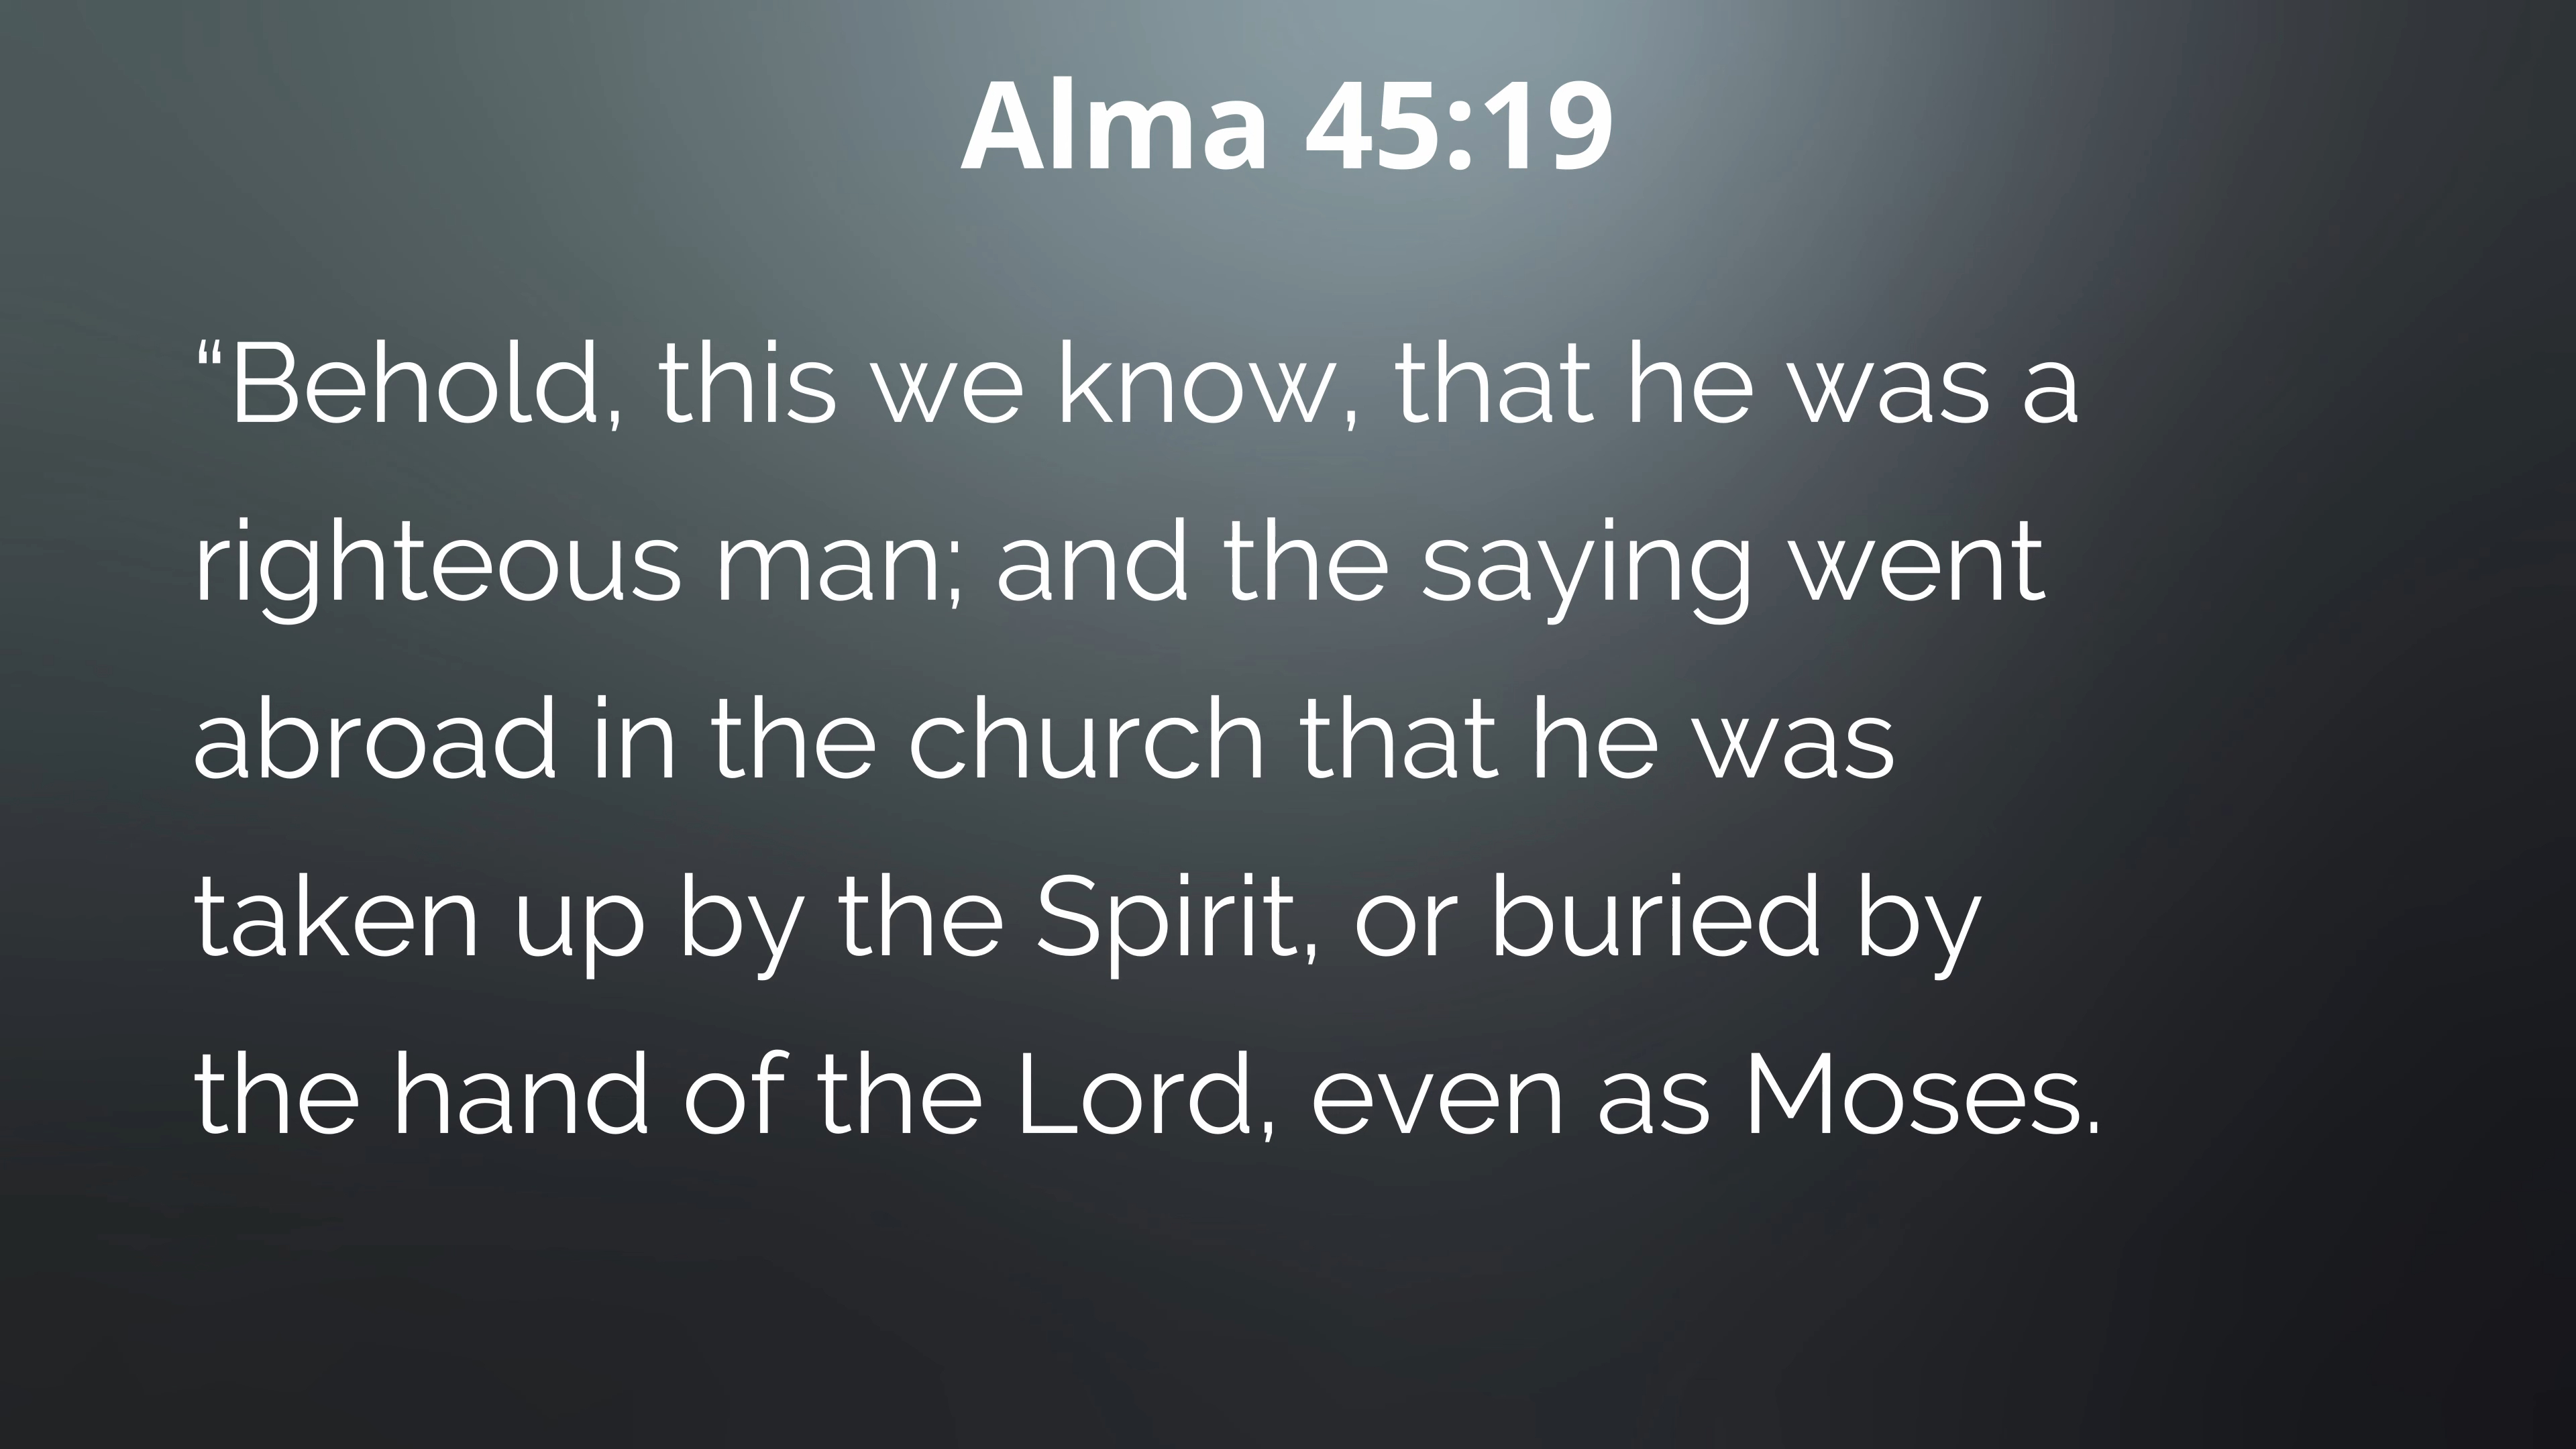 Alma 45:19
“Behold, this we know, that he was a
righteous man; and the saying went
abroad in the church that he was
taken up by the Spirit, or buried by
the hand of the Lord, even as Moses.